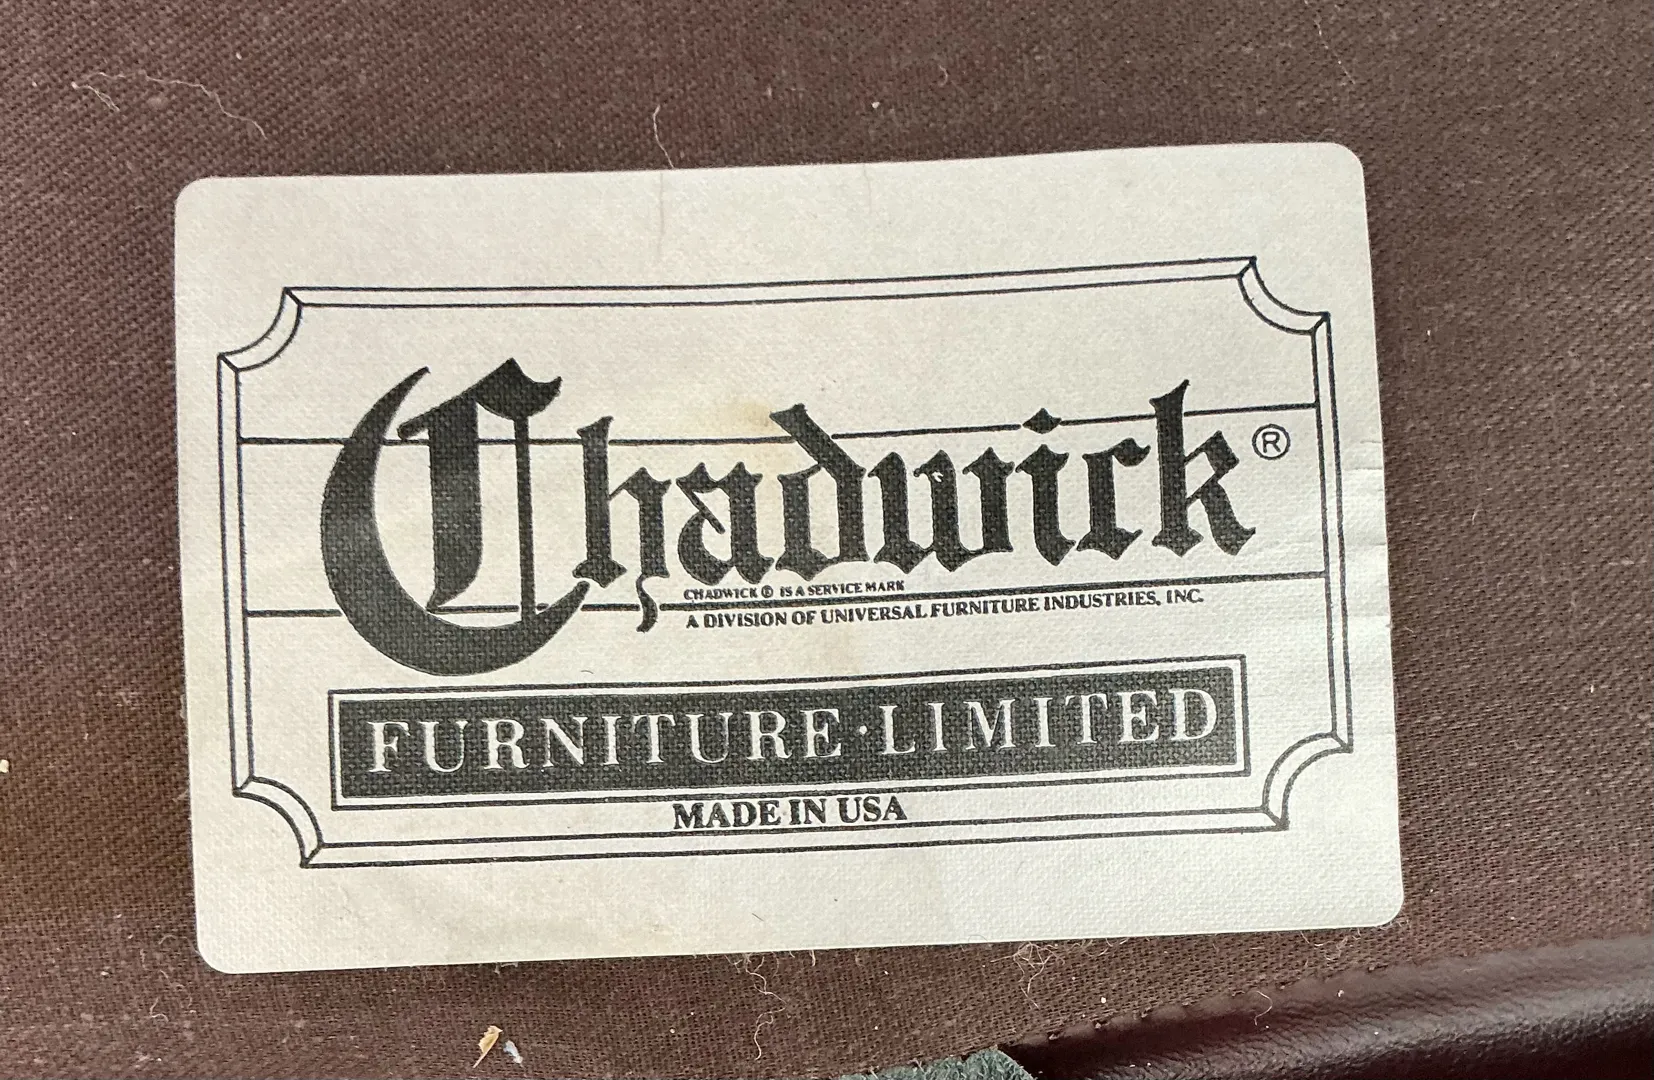 Chadwick®
CHADWICK ® IS A SERVICE MARK
A DIVISION OF UNIVERSAL FURNITURE INDUSTRIES, INC.
FURNITURE·LIMITED
MADE IN USA